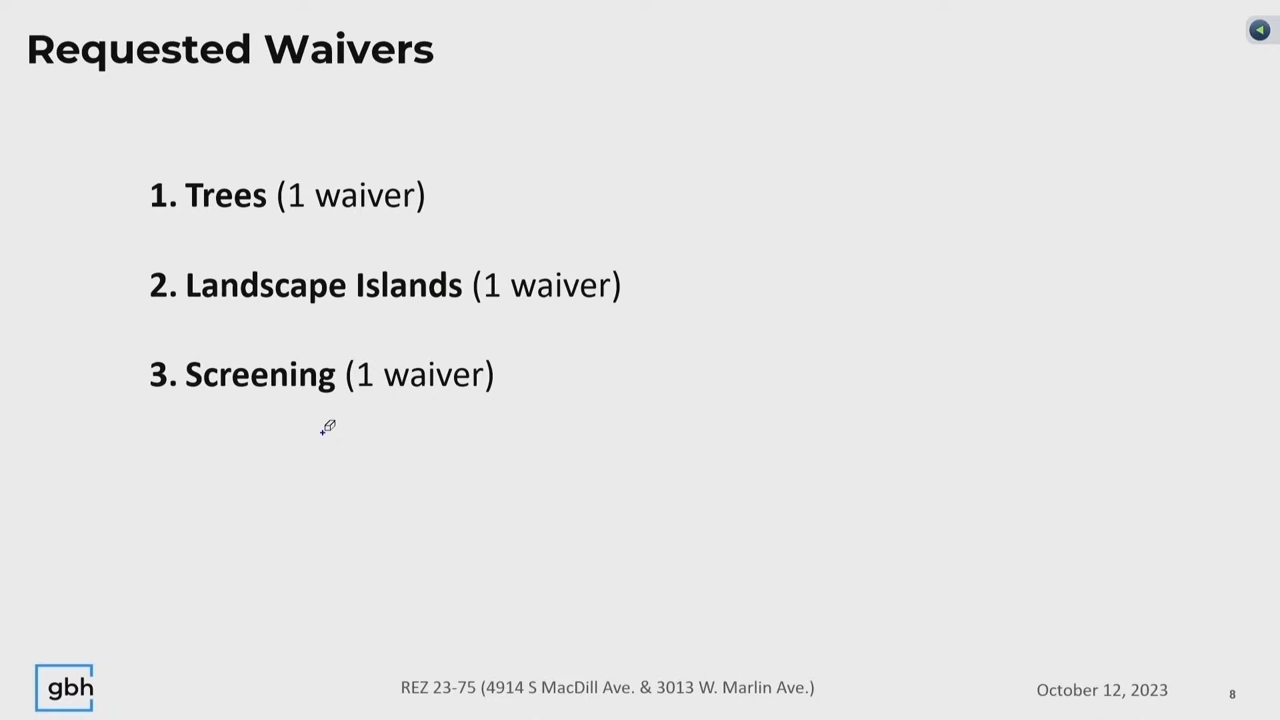 Requested Waivers
1. Trees (1 waiver)
2. Landscape Islands (1 waiver)
3. Screening (1 waiver)
gbh
REZ 23-75 (4914 S MacDill Ave. & 3013 W. Marlin Ave.)
October 12, 2023
8